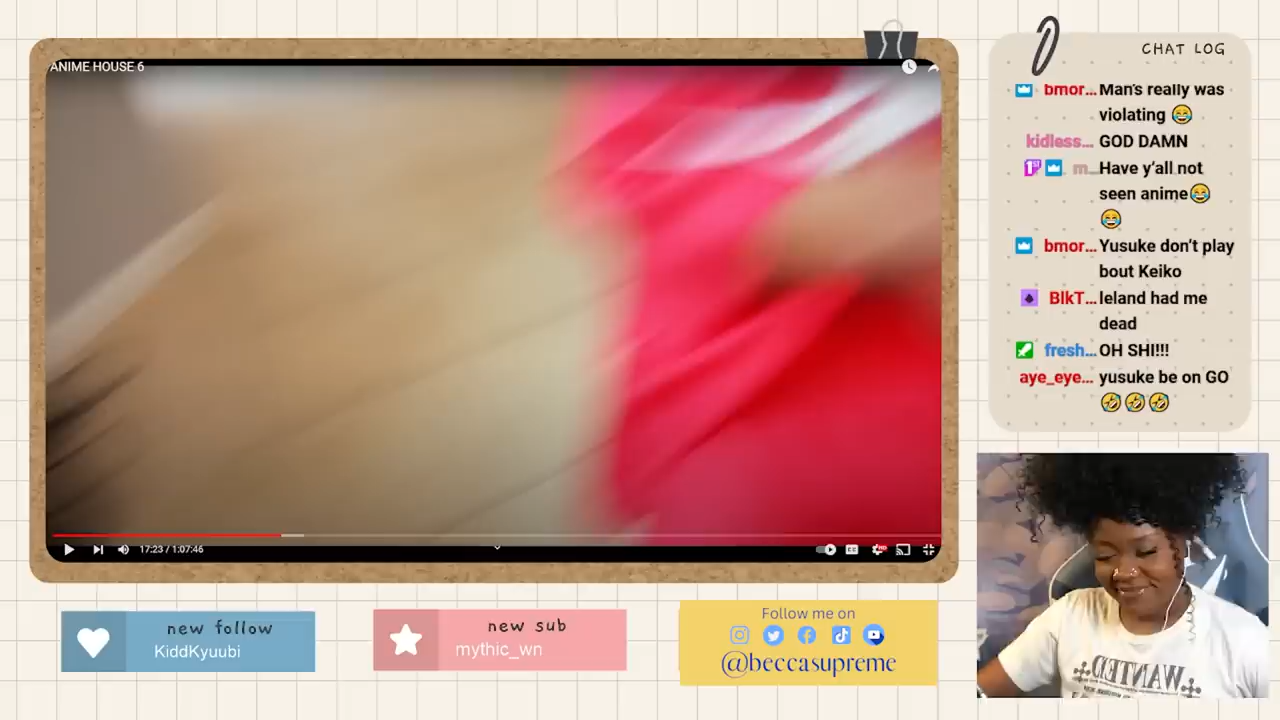 ANIME HOUSE 6
17:23 / 1:07:46
CHAT LOG
bmor... Man's really was
violating 😂
kidless... GOD DAMN
1ST m... Have y'all not
seen anime😂
😂
bmor... Yusuke don't play
bout Keiko
BlkT... leland had me
dead
fresh... OH SHI!!!
aye_eye... yusuke be on GO
🤣🤣🤣
new follow
KiddKyuubi
new sub
mythic_wn
Follow me on
@beccasupreme
WANTED